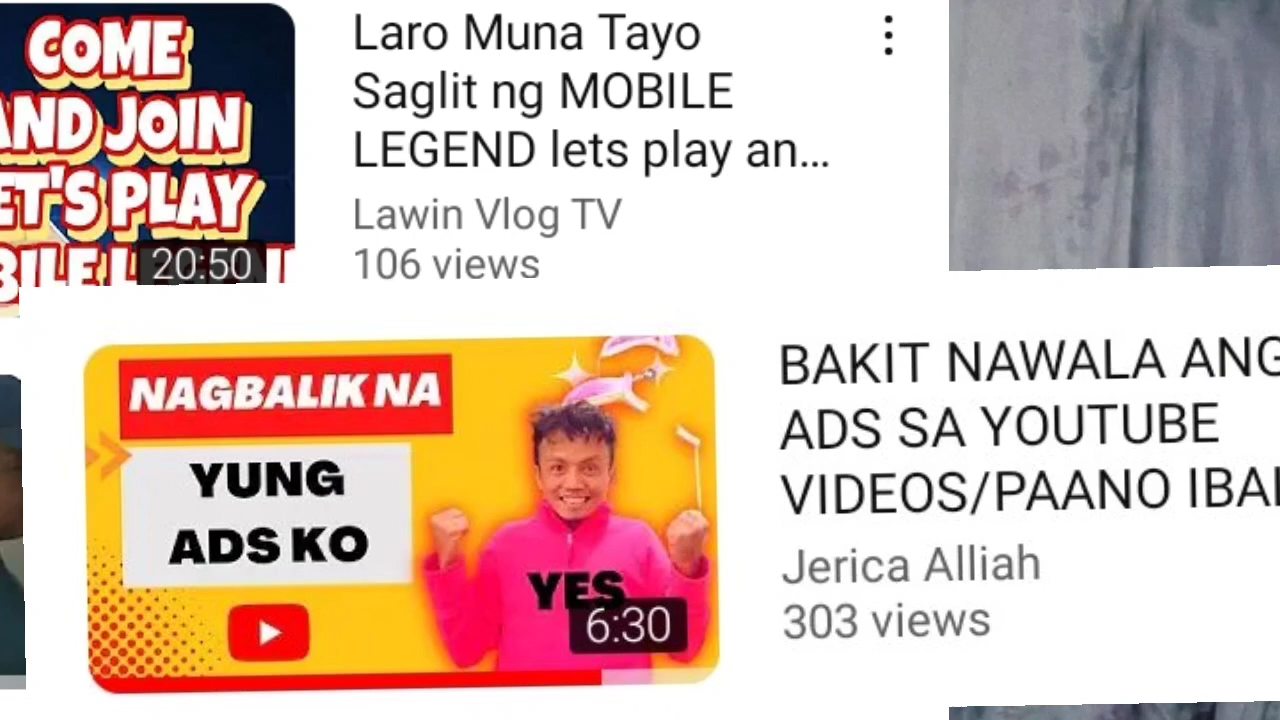 COME
AND JOIN
LET'S PLAY
20:50
Laro Muna Tayo
Saglit ng MOBILE
LEGEND lets play an...
Lawin Vlog TV
106 views
NAGBALIK NA
YUNG
ADS KO
YES
6:30
BAKIT NAWALA ANG
ADS SA YOUTUBE
VIDEOS/PAANO
Jerica Alliah
303 views